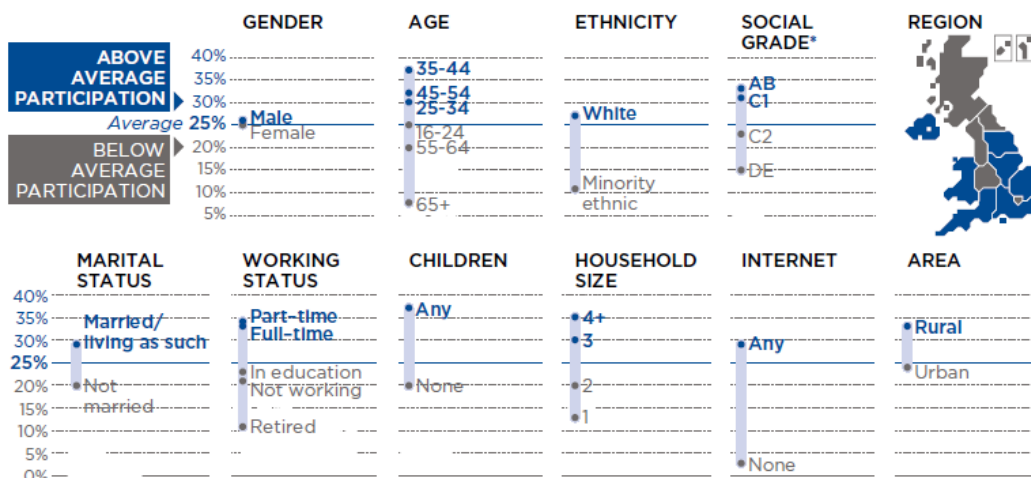 GENDER
AGE
ETHNICITY
SOCIAL
GRADE*
REGION
ABOVE
AVERAGE
PARTICIPATION
40%
35%
30%
Average 25%
BELOW
AVERAGE
PARTICIPATION
20%
15%
10%
5%
Male
Female
35-44
45-54
25-34
16-24
55-64
65+
White
Minority
ethnic
AB
C1
C2
DE
MARITAL
STATUS
WORKING
STATUS
CHILDREN
HOUSEHOLD
SIZE
INTERNET
AREA
40%
35%
30%
25%
20%
15%
10%
5%
0%
Married/
living as such
Not
married
Part-time
Full-time
In education
Not working
Retired
Any
None
4+
3
2
1
Any
None
Rural
Urban